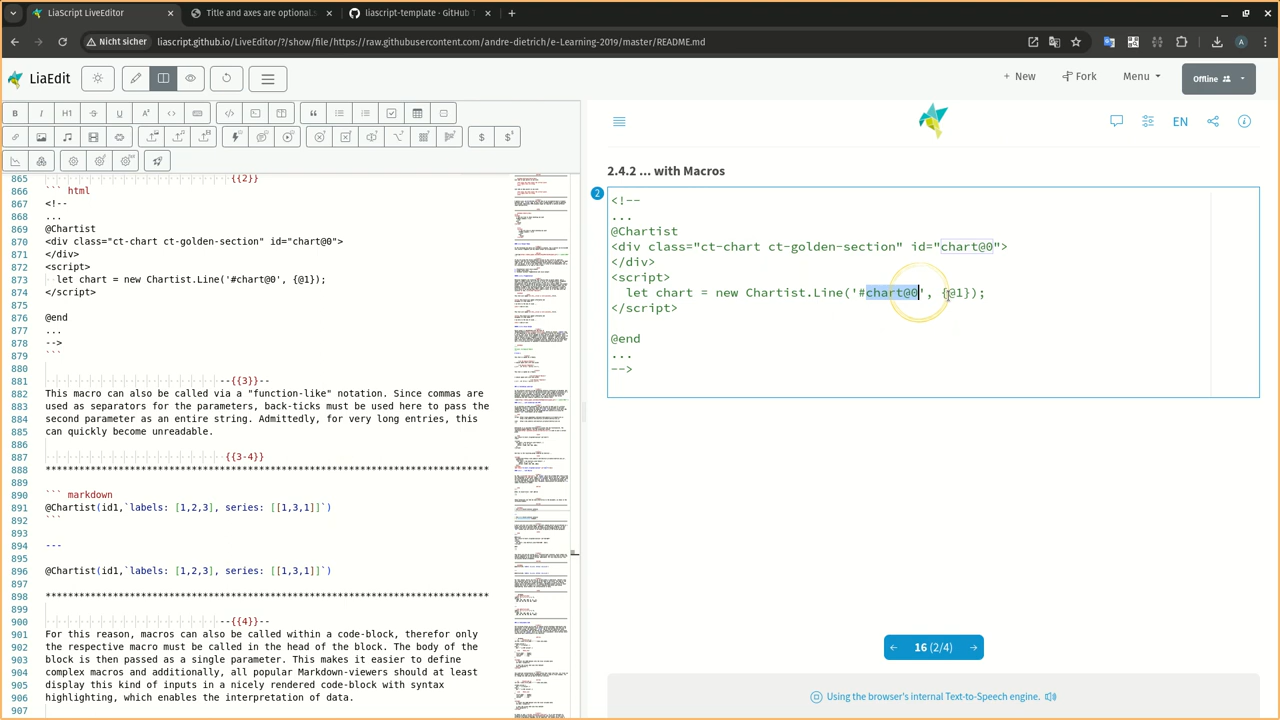 LiaScript LiveEditor
Title and axes are optional
liascript-template · GitHub T
Nicht sicher
liascript.github.io/LiveEditor/?/show/file/https://raw.githubusercontent.com/andre-dietrich/e-Learning-2019/master/README.md
LiaEdit
+ New
Fork
Menu
Offline
EN
865 {{2}}
866 ``` html
867 <!--
868 ...
869 @Chartist
870 <div class="ct-chart ct-golden-section" id="chart@0">
871 </div>
872 <script>
873 let chart = new Chartist.Line('#chart@0', {@1});
874 </script>
875
876 @end
877 ...
878 -->
879 ```
880
881 --{{3}}--
882 This macro can also be called via a "function-like" notation. Since commas are
883 used as separators for the parameters, backticks must be used here to pass the
884 second parameter as a complete string. Unfortunately, for very long entries, this
885 can quickly become unreadable.
886
887 {{3-4}}
888
889
890 ``` markdown
891 @Chartist(id1,`labels: [1,2,3], series: [[1,3,1]]`)
892 ```
893
894 ---
895
896 @Chartist(id1,`labels: [1,2,3], series: [[1,3,1]]`)
897
898
899
900 --{{4}}--
901 For this reason, macros can also be called within a code-block, therefor only
902 the respective macro must be called in the head of the block. The body of the
903 block is then passed as a single parameter. This makes it easier to define
904 complex macros and additionally, common Markdown-viewers should at least
905 display this kind of input in a well formatted code-block with syntax
906 highlighting, which at least improves the presentation of different data.
907
2.4.2 ... with Macros
2
<!--
...
@Chartist
<div class="ct-chart ct-golden-section" id="chart@0">
</div>
<script>
let chart = new Chartist.Line('#chart@0',
</script>
@end
...
-->
16 (2/4)
Using the browser's internal Text-to-Speech engine.